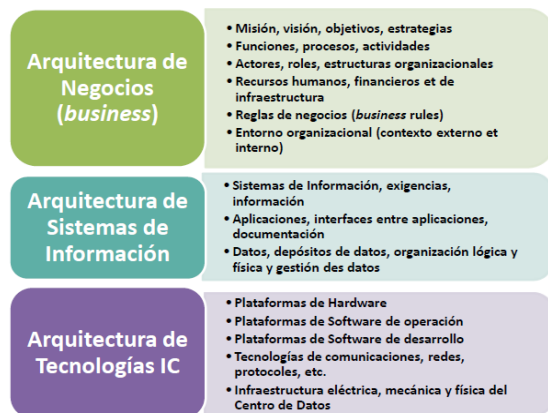 Arquitectura de
Negocios
(business)
• Misión, visión, objetivos, estrategias
• Funciones, procesos, actividades
• Actores, roles, estructuras organizacionales
• Recursos humanos, financieros et de
infraestructura
• Reglas de negocios (business rules)
• Entorno organizacional (contexto externo et
interno)
Arquitectura de
Sistemas de
Información
• Sistemas de Información, exigencias,
información
• Aplicaciones, interfaces entre aplicaciones,
documentación
• Datos, depósitos de datos, organización lógica y
física y gestión des datos
Arquitectura de
Tecnologías IC
• Plataformas de Hardware
• Plataformas de Software de operación
• Plataformas de Software de desarrollo
• Tecnologías de comunicaciones, redes,
protocoles, etc.
• Infraestructura eléctrica, mecánica y física del
Centro de Datos